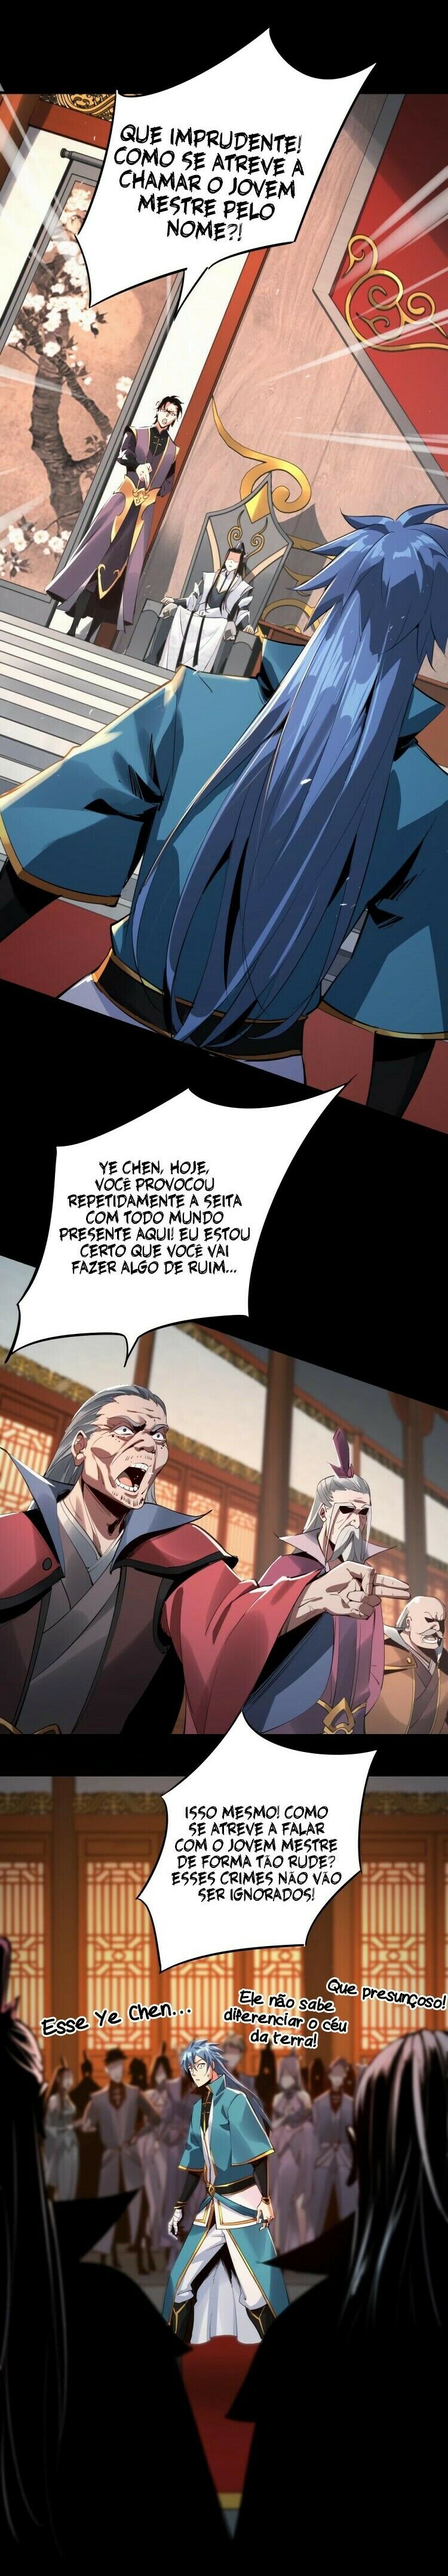 QUE IMPRUDENTE!
COMO SE ATREVE A
CHAMAR O JOVEM
MESTRE PELO
NOME?!
YE CHEN, HOJE,
VOCÊ PROVOCOU
REPETIDAMENTE A SEITA
COM TODO MUNDO
PRESENTE AQUI! EU ESTOU
CERTO QUE VOCÊ VAI
FAZER ALGO DE RUIM...
ISSO MESMO! COMO
SE ATREVE A FALAR
COM O JOVEM MESTRE
DE FORMA TÃO RUDE?
ESSES CRIMES NÃO VÃO
SER IGNORADOS!
Esse Ye Chen...
Ele não sabe
diferenciar o céu
da terra!
Que presunçoso!